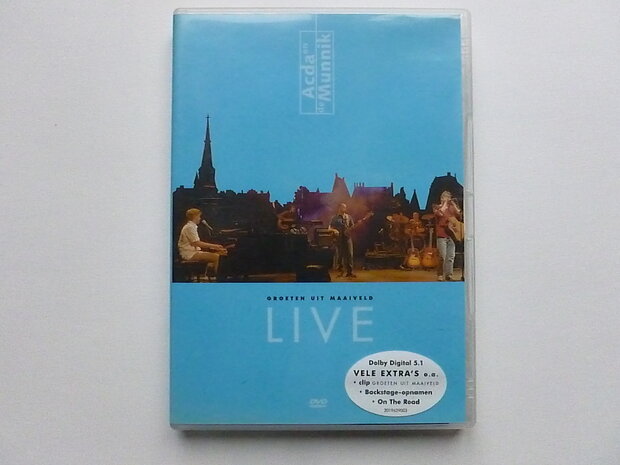 Acda en
de Munnik
GROETEN UIT MAAIVELD
LIVE
Dolby Digital 5.1
VELE EXTRA'S o.a.
• clip GROETEN UIT MAAIVELD
• Backstage-opnamen
• On The Road
DVD